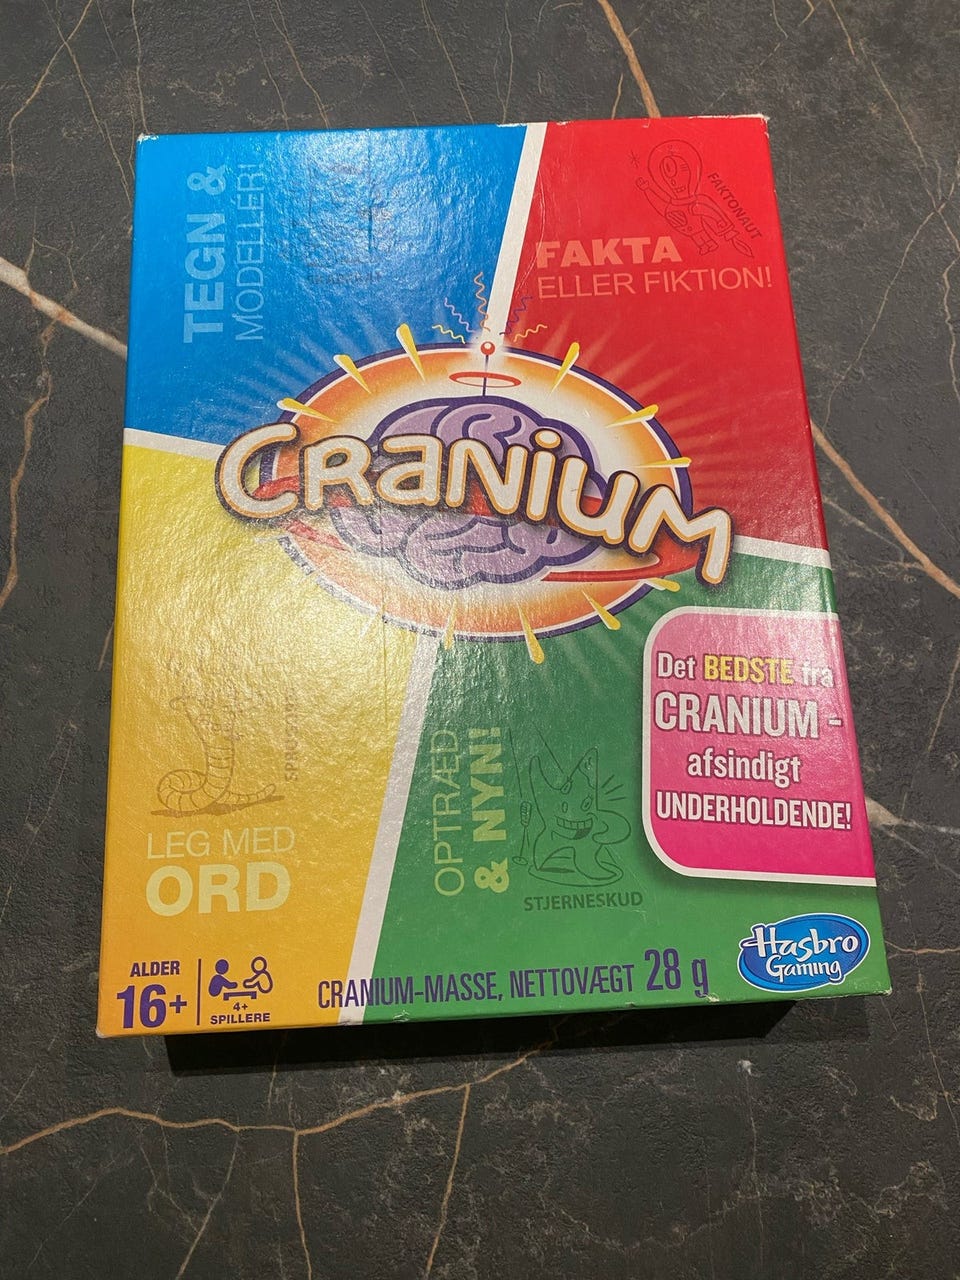 TEGN &
MODELLÉR!
FAKTONAUT
FAKTA
ELLER FIKTION!
CRANIUM
Det BEDSTE fra
CRANIUM -
afsindigt
UNDERHOLDENDE!
LEG MED
ORD
OPTRÆD
& NYN!
STJERNESKUD
ALDER
16+
4+
SPILLERE
CRANIUM-MASSE, NETTOVÆGT 28 g
Hasbro
Gaming